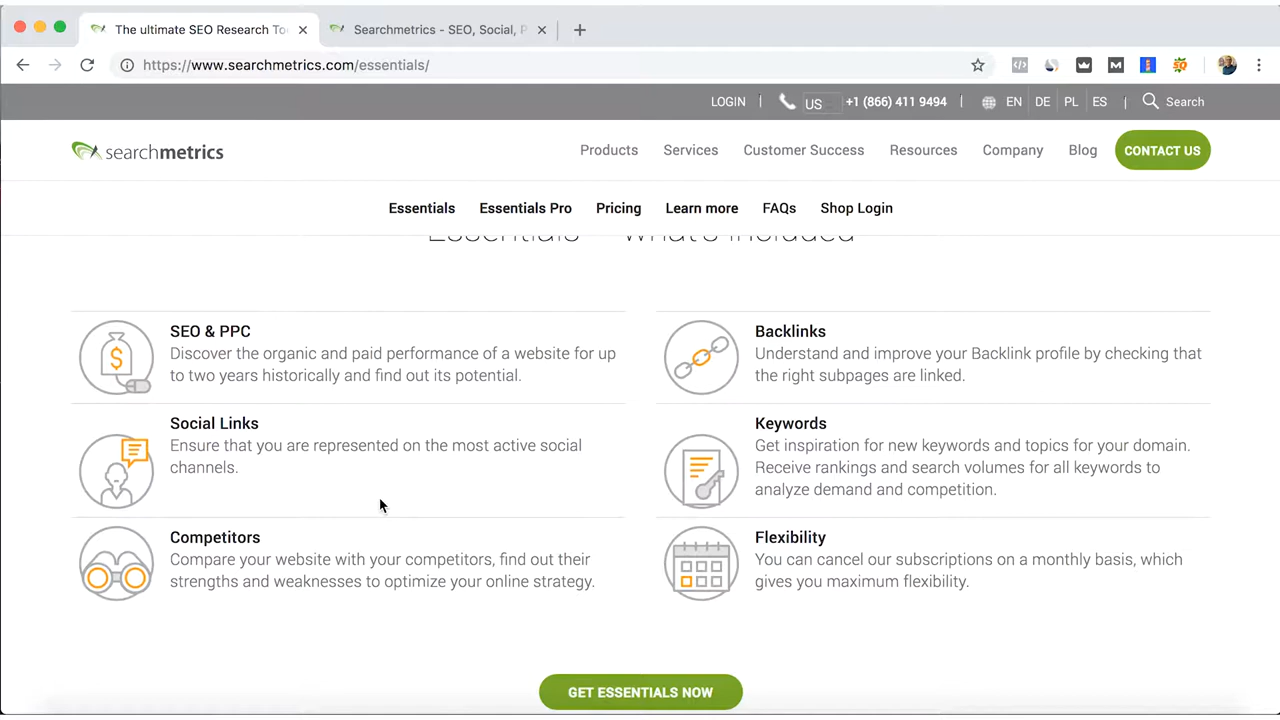 The ultimate SEO Research To
Searchmetrics - SEO, Social, P
https://www.searchmetrics.com/essentials/
LOGIN | US +1 (866) 411 9494 | EN DE PL ES | Search
searchmetrics
Products Services Customer Success Resources Company Blog CONTACT US
Essentials Essentials Pro Pricing Learn more FAQs Shop Login
Essentials – What's included
SEO & PPC
Discover the organic and paid performance of a website for up
to two years historically and find out its potential.
Backlinks
Understand and improve your Backlink profile by checking that
the right subpages are linked.
Social Links
Ensure that you are represented on the most active social
channels.
Keywords
Get inspiration for new keywords and topics for your domain.
Receive rankings and search volumes for all keywords to
analyze demand and competition.
Competitors
Compare your website with your competitors, find out their
strengths and weaknesses to optimize your online strategy.
Flexibility
You can cancel our subscriptions on a monthly basis, which
gives you maximum flexibility.
GET ESSENTIALS NOW